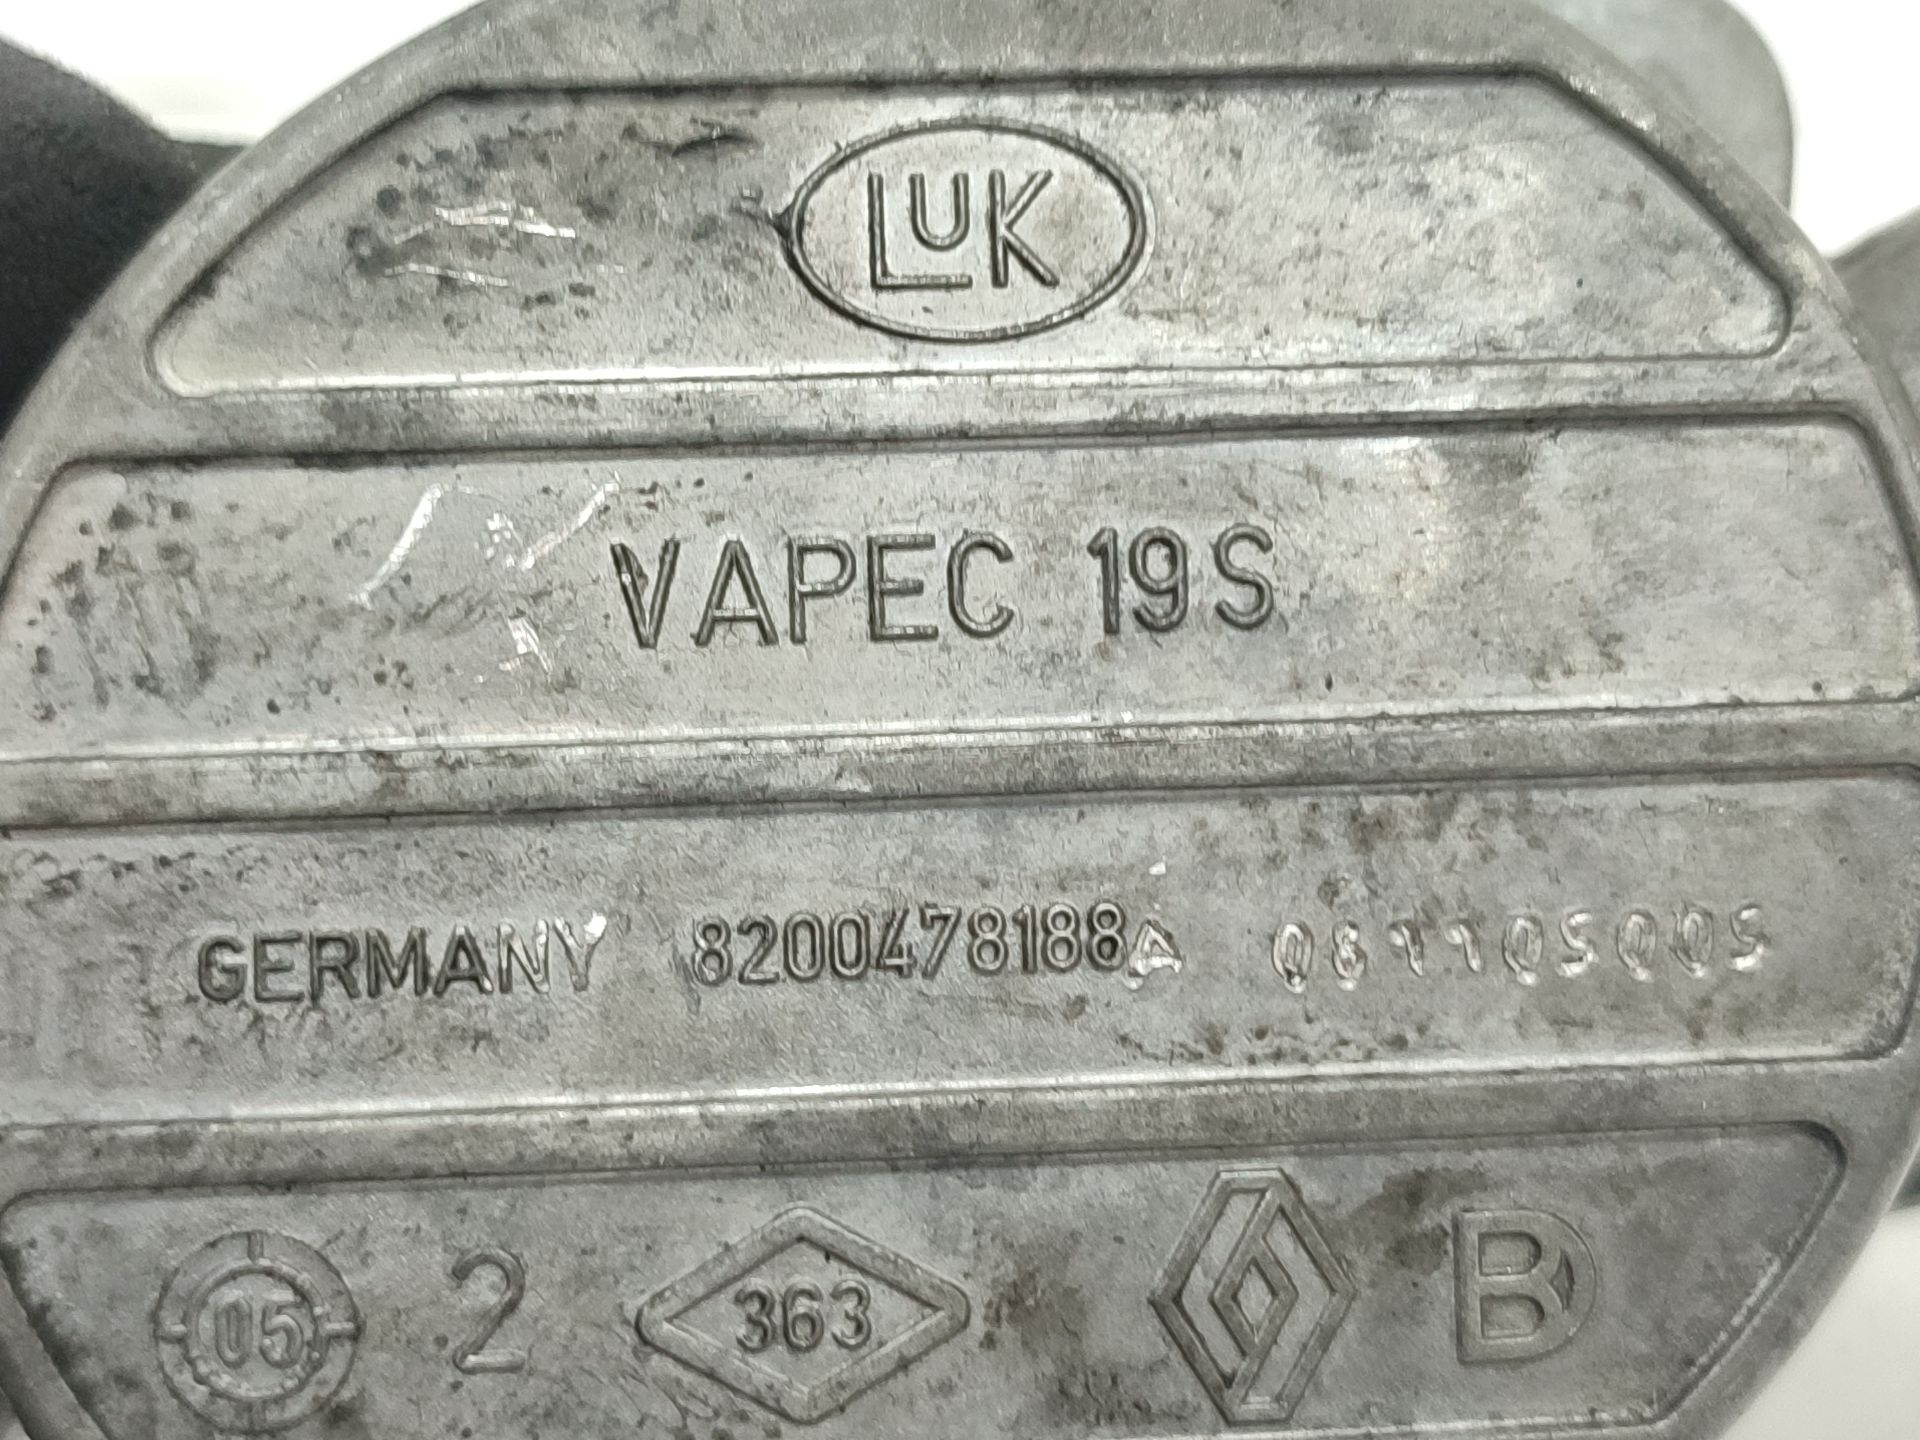 LUK
VAPEC 19S
GERMANY 8200478188A 0811105005
05 2 363 B